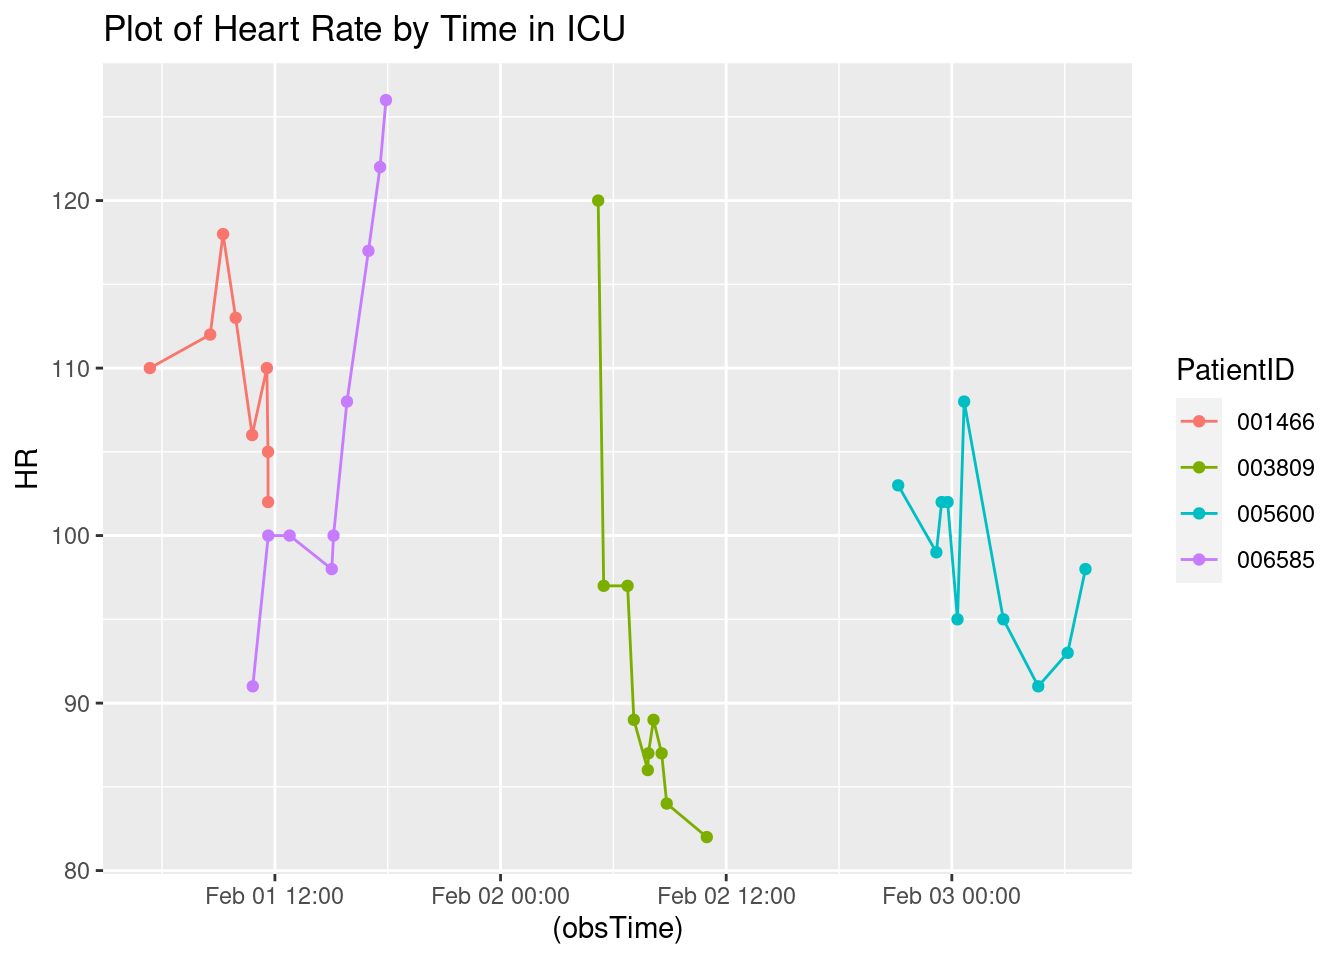 Plot of Heart Rate by Time in ICU
HR
120
110
100
90
80
Feb 01 12:00
Feb 02 00:00
Feb 02 12:00
Feb 03 00:00
(obsTime)
PatientID
001466
003809
005600
006585